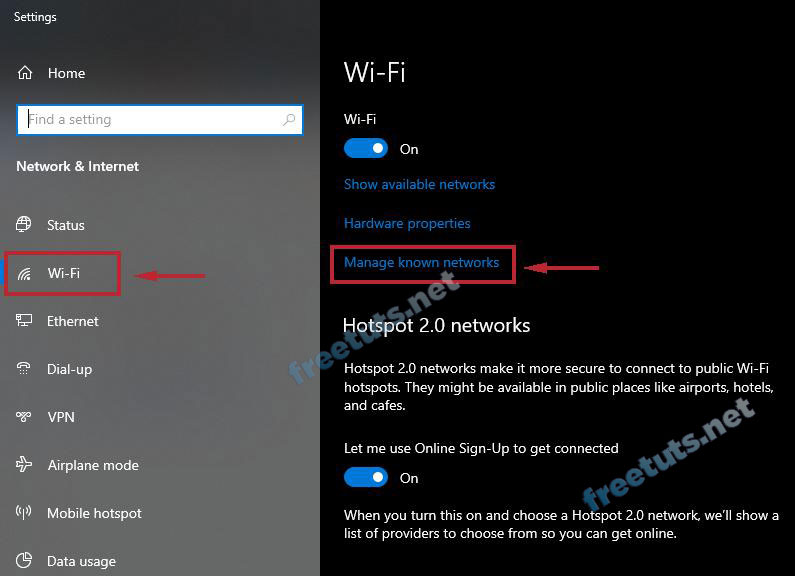 Settings
Home
Find a setting
Network & Internet
Status
Wi-Fi
Ethernet
Dial-up
VPN
Airplane mode
Mobile hotspot
Data usage
Wi-Fi
Wi-Fi
On
Show available networks
Hardware properties
Manage known networks
Hotspot 2.0 networks
Hotspot 2.0 networks make it more secure to connect to public Wi-Fi
hotspots. They might be available in public places like airports, hotels,
and cafes.
Let me use Online Sign-Up to get connected
On
When you turn this on and choose a Hotspot 2.0 network, we'll show a
list of providers to choose from so you can get online.
freetuts.net
freetuts.net